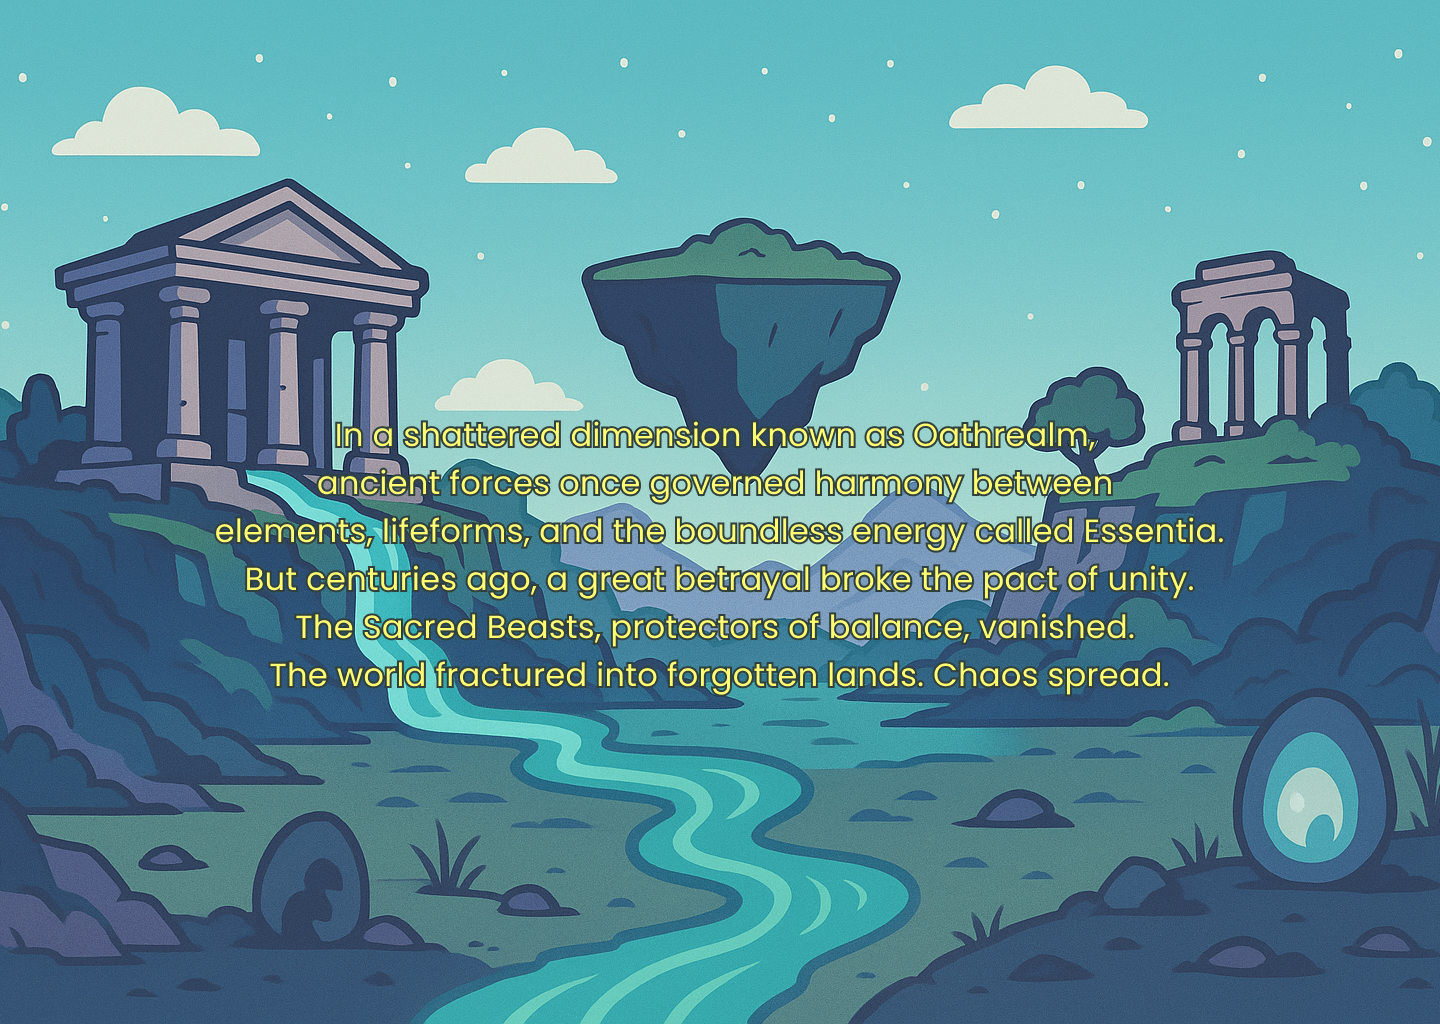 In a shattered dimension known as Oathrealm,
ancient forces once governed harmony between
elements, lifeforms, and the boundless energy called Essentia.
But centuries ago, a great betrayal broke the pact of unity.
The Sacred Beasts, protectors of balance, vanished.
The world fractured into forgotten lands. Chaos spread.